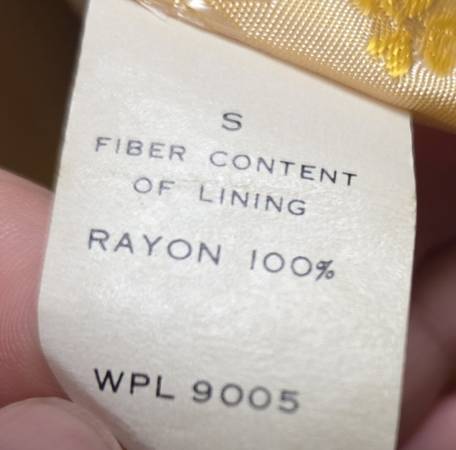 S
FIBER CONTENT
OF LINING
RAYON 100%
WPL 9005